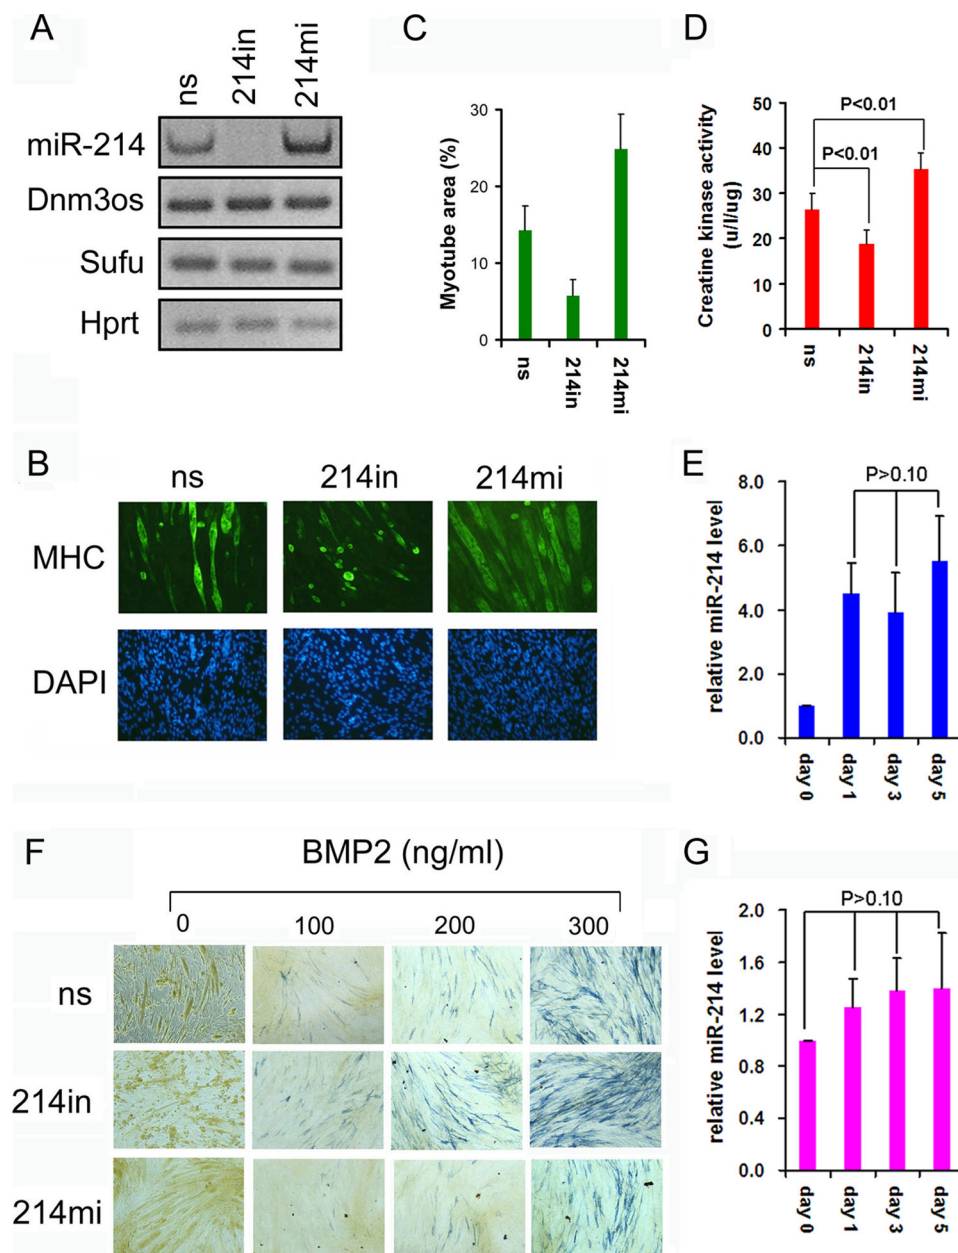 A
ns
214in
214mi
miR-214
Dnm3os
Sufu
Hprt
C
30
20
10
0
Myotube area (%)
ns
214in
214mi
D
50
40
30
20
10
0
Creatine kinase activity
(u/l/ug)
P<0.01
P<0.01
ns
214in
214mi
B
ns
214in
214mi
MHC
DAPI
E
8.0
6.0
4.0
2.0
0.0
relative miR-214 level
P>0.10
day 0
day 1
day 3
day 5
F
BMP2 (ng/ml)
0
100
200
300
ns
214in
214mi
G
2.0
1.6
1.2
0.8
0.4
0.0
relative miR-214 level
P>0.10
day 0
day 1
day 3
day 5